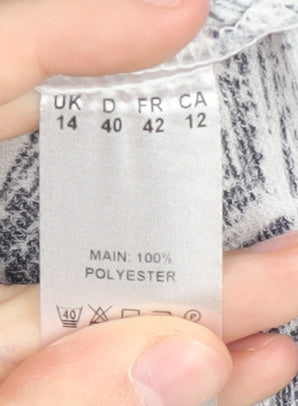 UK D FR CA
14 40 42 12
MAIN: 100%
POLYESTER
40 P